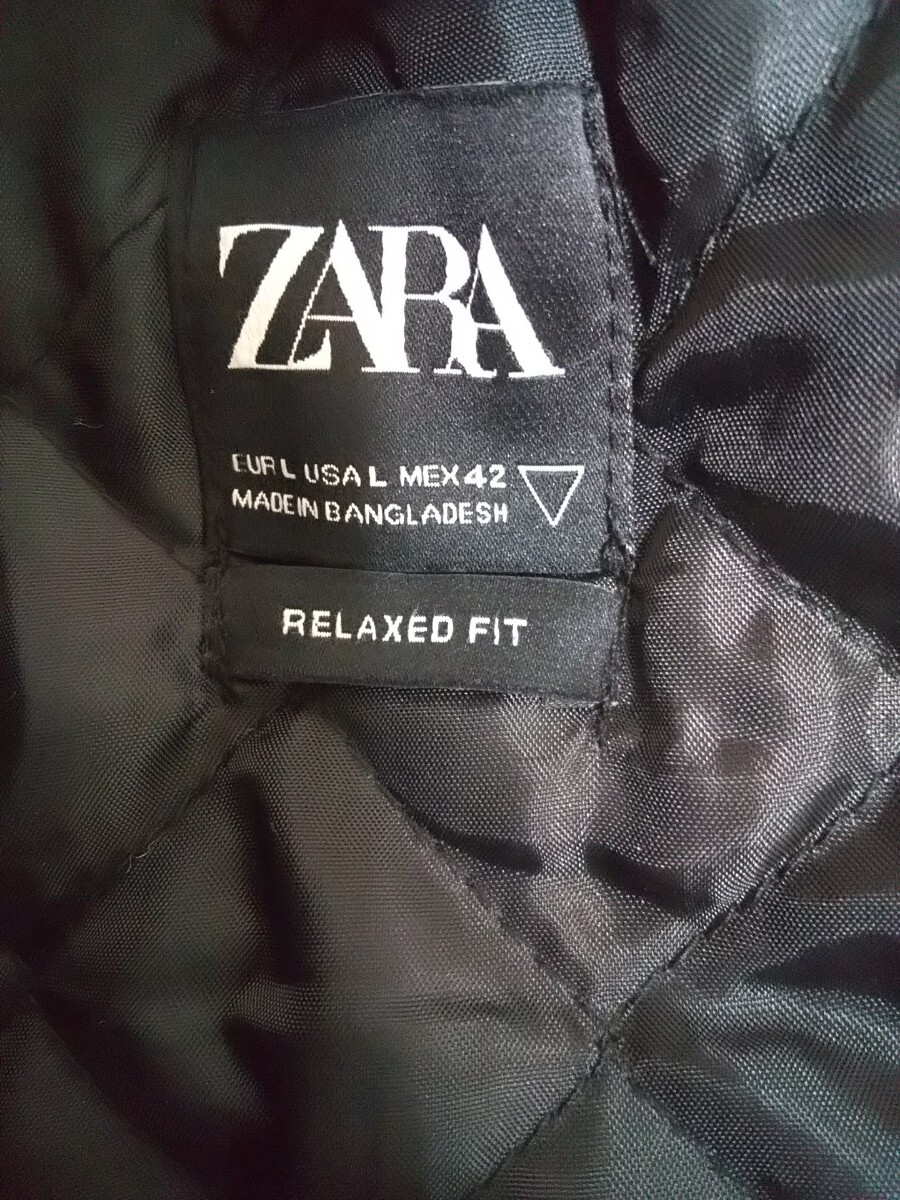 ZARA
EUR L USA L MEX 42
MADE IN BANGLADESH
RELAXED FIT